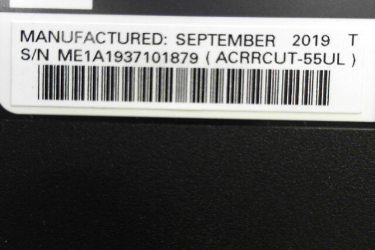 MANUFACTURED: SEPTEMBER 2019 T
S/N ME1A1937101879 ( ACRRCUT-55UL )